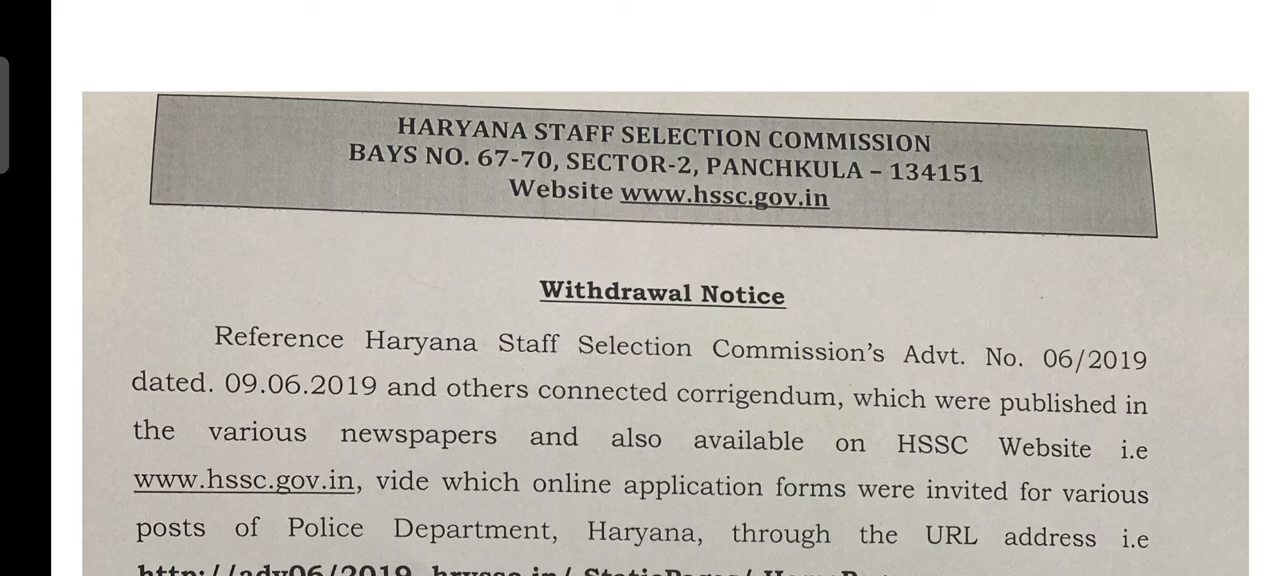 HARYANA STAFF SELECTION COMMISSION
BAYS NO. 67-70, SECTOR-2, PANCHKULA – 134151
Website www.hssc.gov.in
Withdrawal Notice
Reference Haryana Staff Selection Commission's Advt. No. 06/2019
dated. 09.06.2019 and others connected corrigendum, which were published in
the various newspapers and also available on HSSC Website i.e
www.hssc.gov.in, vide which online application forms were invited for various
posts of Police Department, Haryana, through the URL address i.e
http://adv06/2019